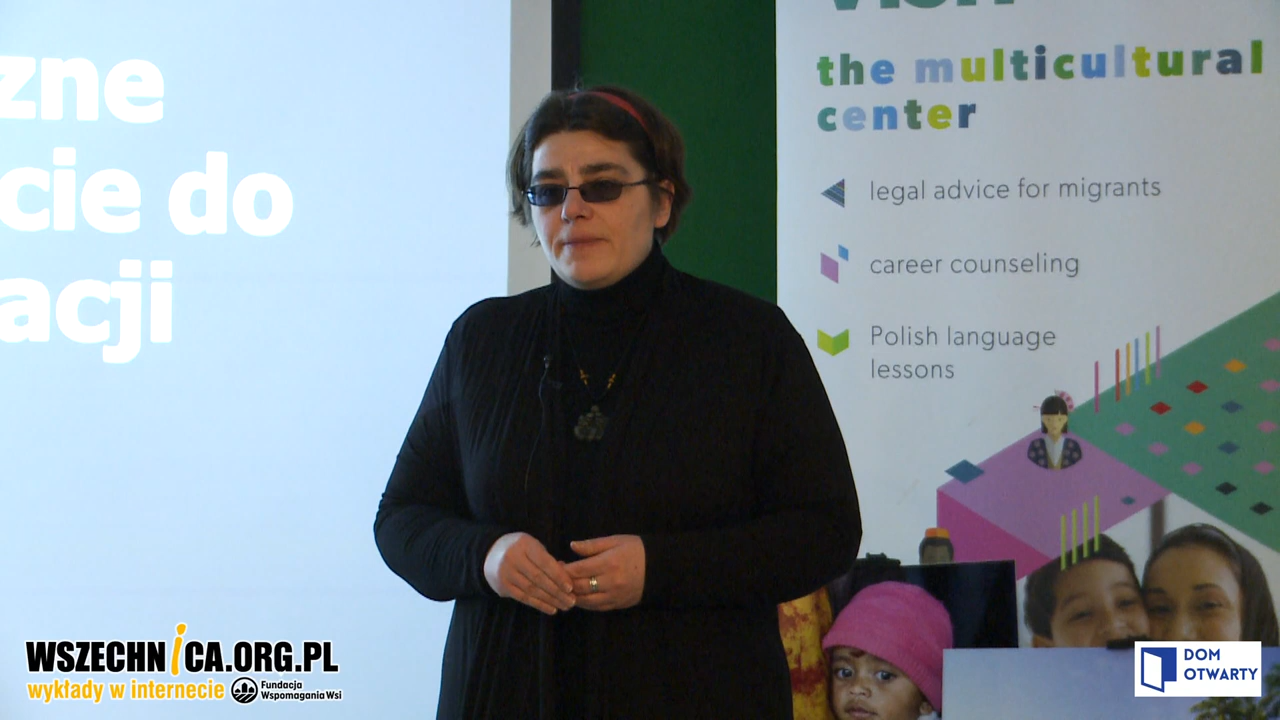 zne
cie do
acji
the multicultural
center
legal advice for migrants
career counseling
Polish language
lessons
WSZECHNICA.ORG.PL
wykłady w internecie
Fundacja
Wspomagania Wsi
DOM
OTWARTY